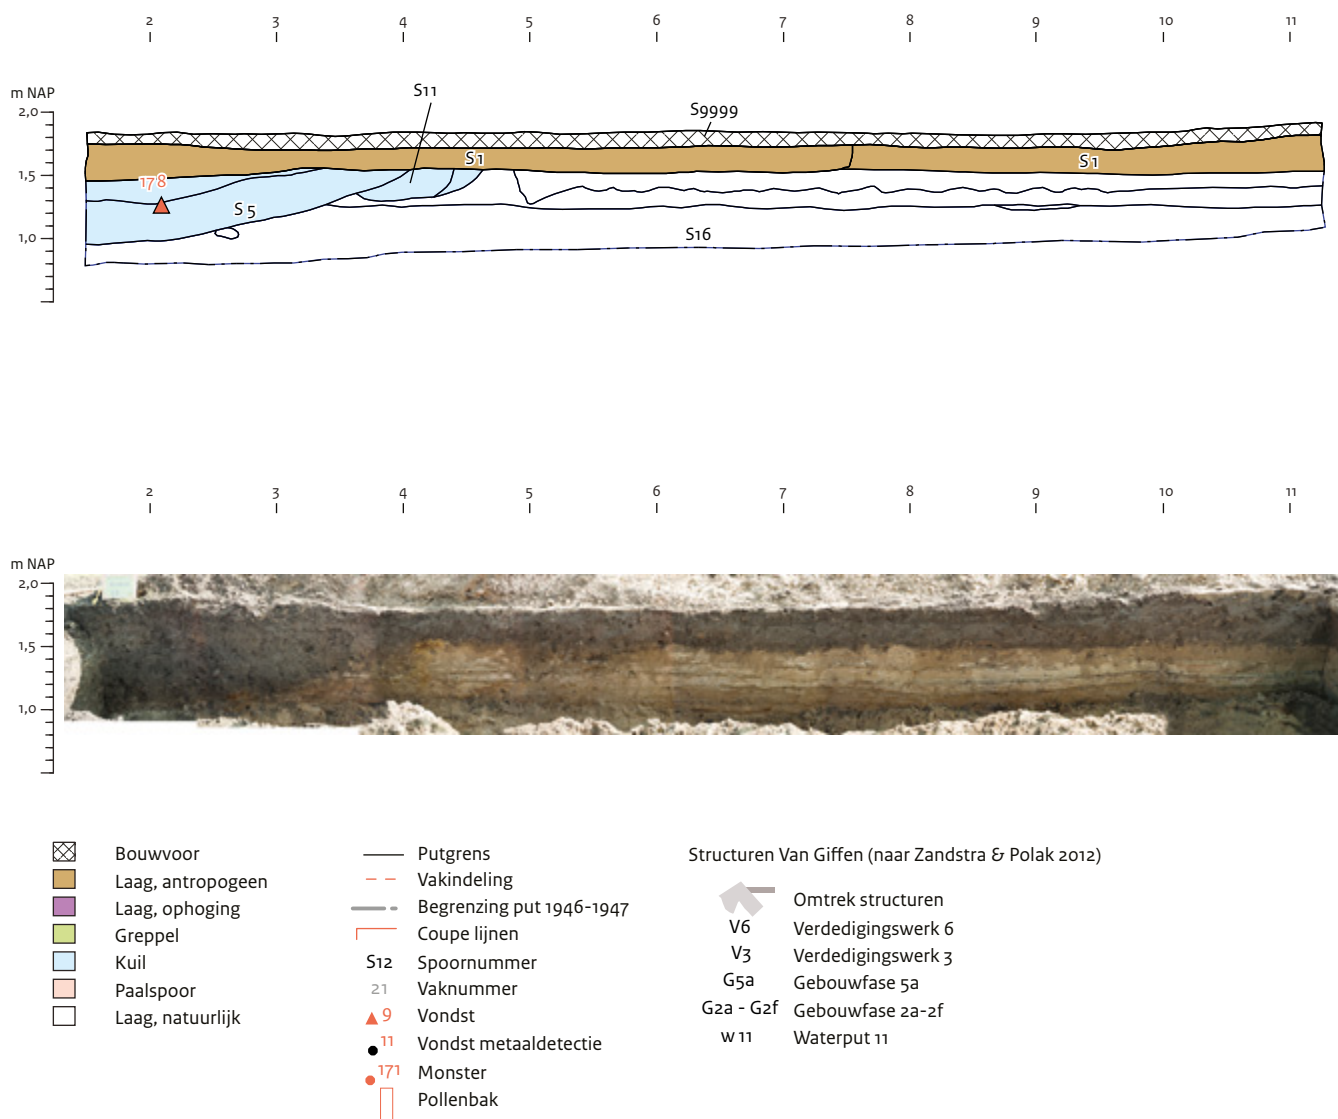 2 3 4 5 6 7 8 9 10 11
m NAP
2,0
1,5
1,0
S11
S9999
S1
S1
178
S 5
S16
2 3 4 5 6 7 8 9 10 11
m NAP
2,0
1,5
1,0
Bouwvoor
Laag, antropogeen
Laag, ophoging
Greppel
Kuil
Paalspoor
Laag, natuurlijk
Putgrens
Vakindeling
Begrenzing put 1946-1947
Coupe lijnen
S12 Spoornummer
21 Vaknummer
9 Vondst
11 Vondst metaaldetectie
171 Monster
Pollenbak
Structuren Van Giffen (naar Zandstra & Polak 2012)
Omtrek structuren
V6 Verdedigingswerk 6
V3 Verdedigingswerk 3
G5a Gebouwfase 5a
G2a - G2f Gebouwfase 2a-2f
w 11 Waterput 11